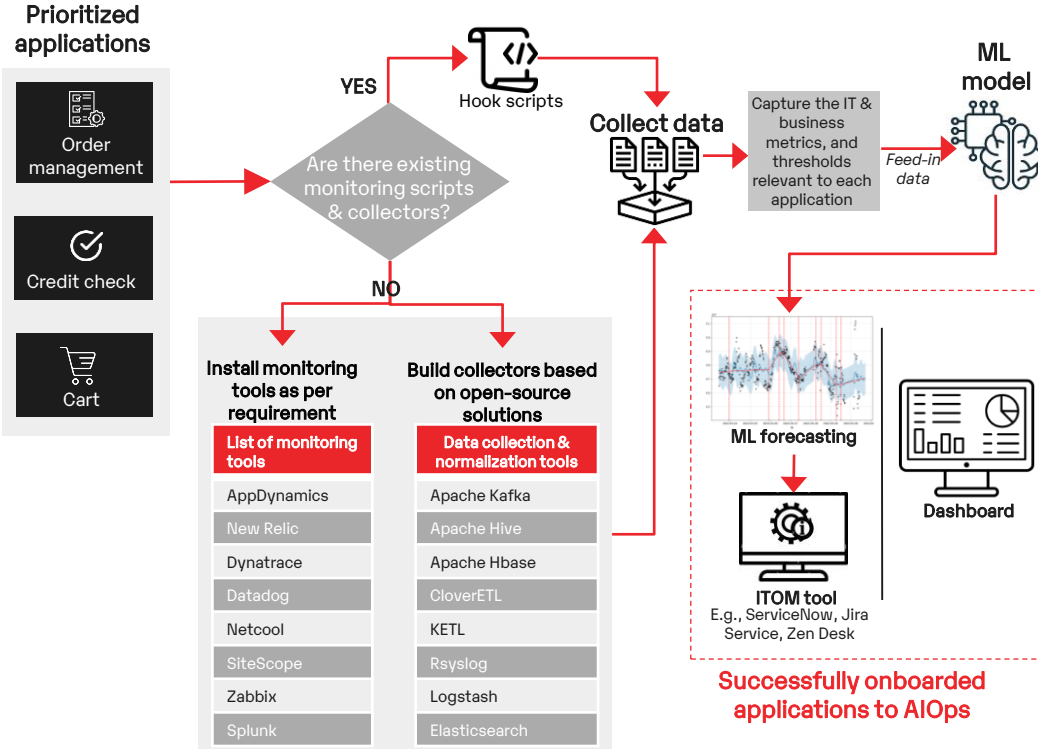 Prioritized
applications
Order
management
Credit check
Cart
YES
Are there existing
monitoring scripts
& collectors?
NO
Hook scripts
Collect data
Capture the IT &
business
metrics, and
thresholds
relevant to each
application
Feed-in
data
ML
model
Install monitoring
tools as per
requirement
List of monitoring
tools
AppDynamics
New Relic
Dynatrace
Datadog
Netcool
SiteScope
Zabbix
Splunk
Build collectors based
on open-source
solutions
Data collection &
normalization tools
Apache Kafka
Apache Hive
Apache Hbase
CloverETL
KETL
Rsyslog
Logstash
Elasticsearch
ML forecasting
ITOM tool
E.g., ServiceNow, Jira
Service, Zen Desk
Dashboard
Successfully onboarded
applications to AIOps